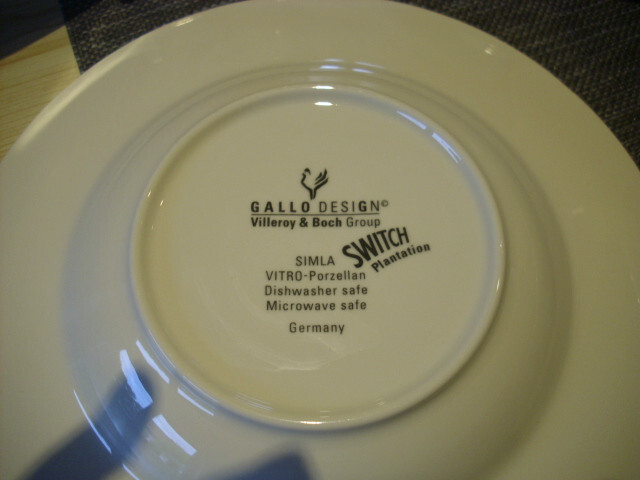 GALLO DESIGN©
Villeroy & Boch Group
SWITCH
Plantation
SIMLA
VITRO-Porzellan
Dishwasher safe
Microwave safe
Germany